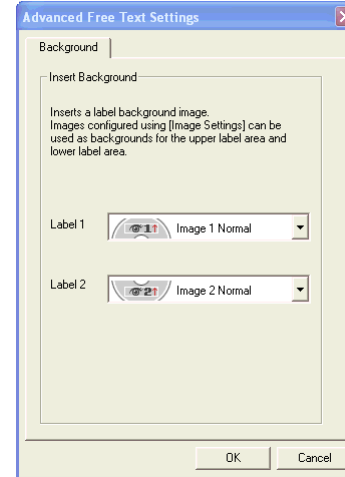 Advanced Free Text Settings
Background
Insert Background
Inserts a label background image.
Images configured using [Image Settings] can be
used as backgrounds for the upper label area and
lower label area.
Label 1 1 Image 1 Normal
Label 2 2 Image 2 Normal
OK Cancel